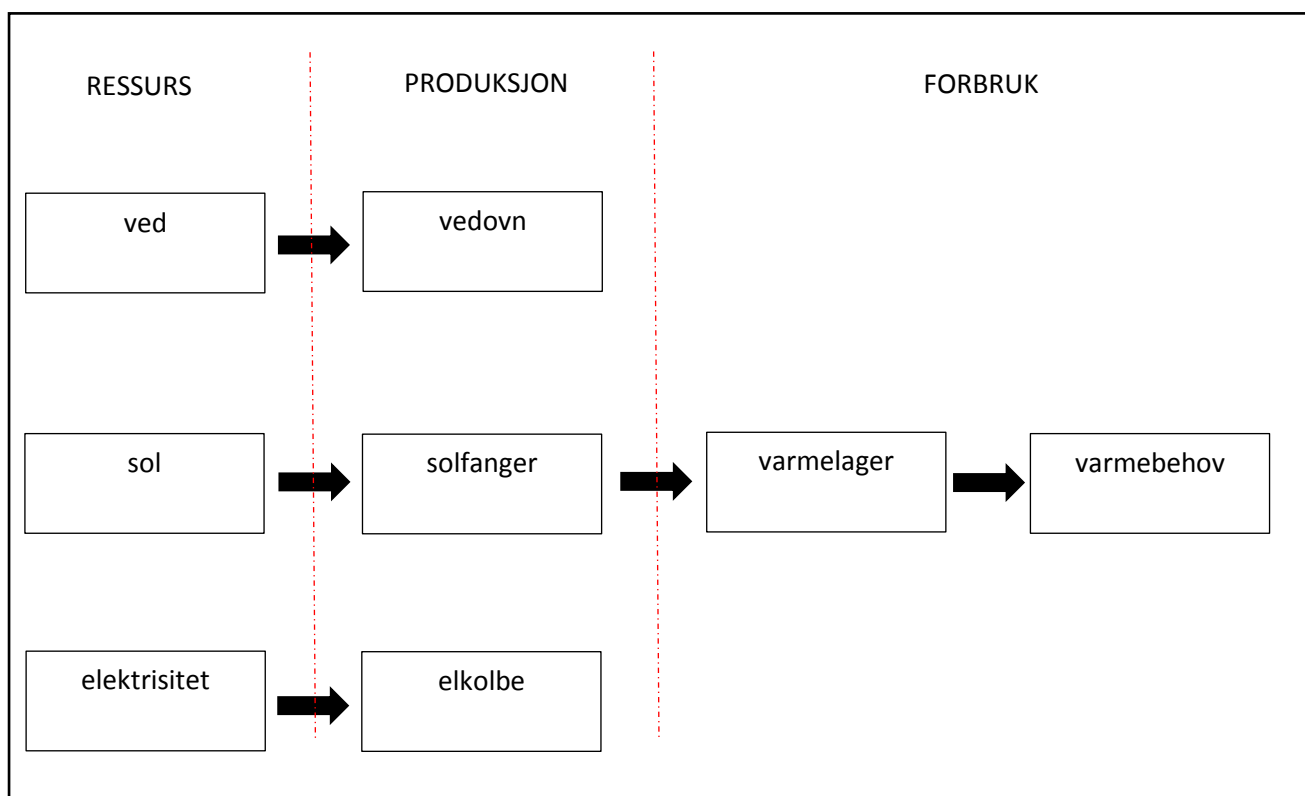 RESSURS
PRODUKSJON
FORBRUK
ved
vedovn
sol
solfanger
varmelager
varmebehov
elektrisitet
elkolbe